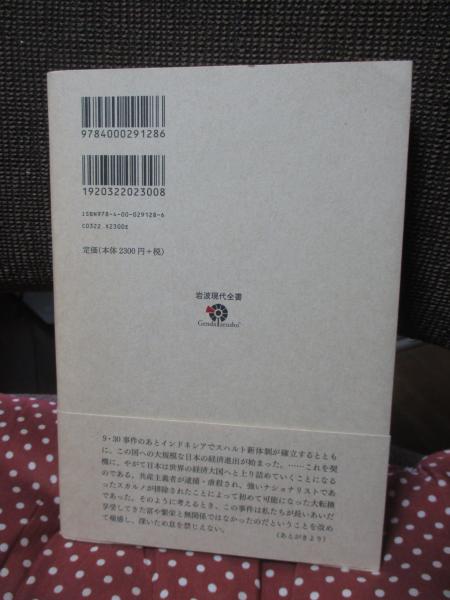 9784000291286
1920322023008
ISBN978-4-00-029128-6
C0322 ¥2300E
定価(本体2300円+税)
岩波現代全書
Gendai Zensho
9・30事件のあとインドネシアでスハルト新体制が確立するととも
に、この国への大規模な日本の経済進出が始まった。……これを契
機に、やがて日本は世界の経済大国へと上り詰めていくことになる
のである。共産主義者が逮捕・虐殺され、強いナショナリストであ
ったスカルノが排除されたことによって初めて可能になった大転機
であった。そのように考えるとき、この事件は私たちが長いあいだ
享受してきた富や繁栄と無関係ではなかったのだということを改め
て痛感し、深いため息を禁じえない。
(あとがきより)